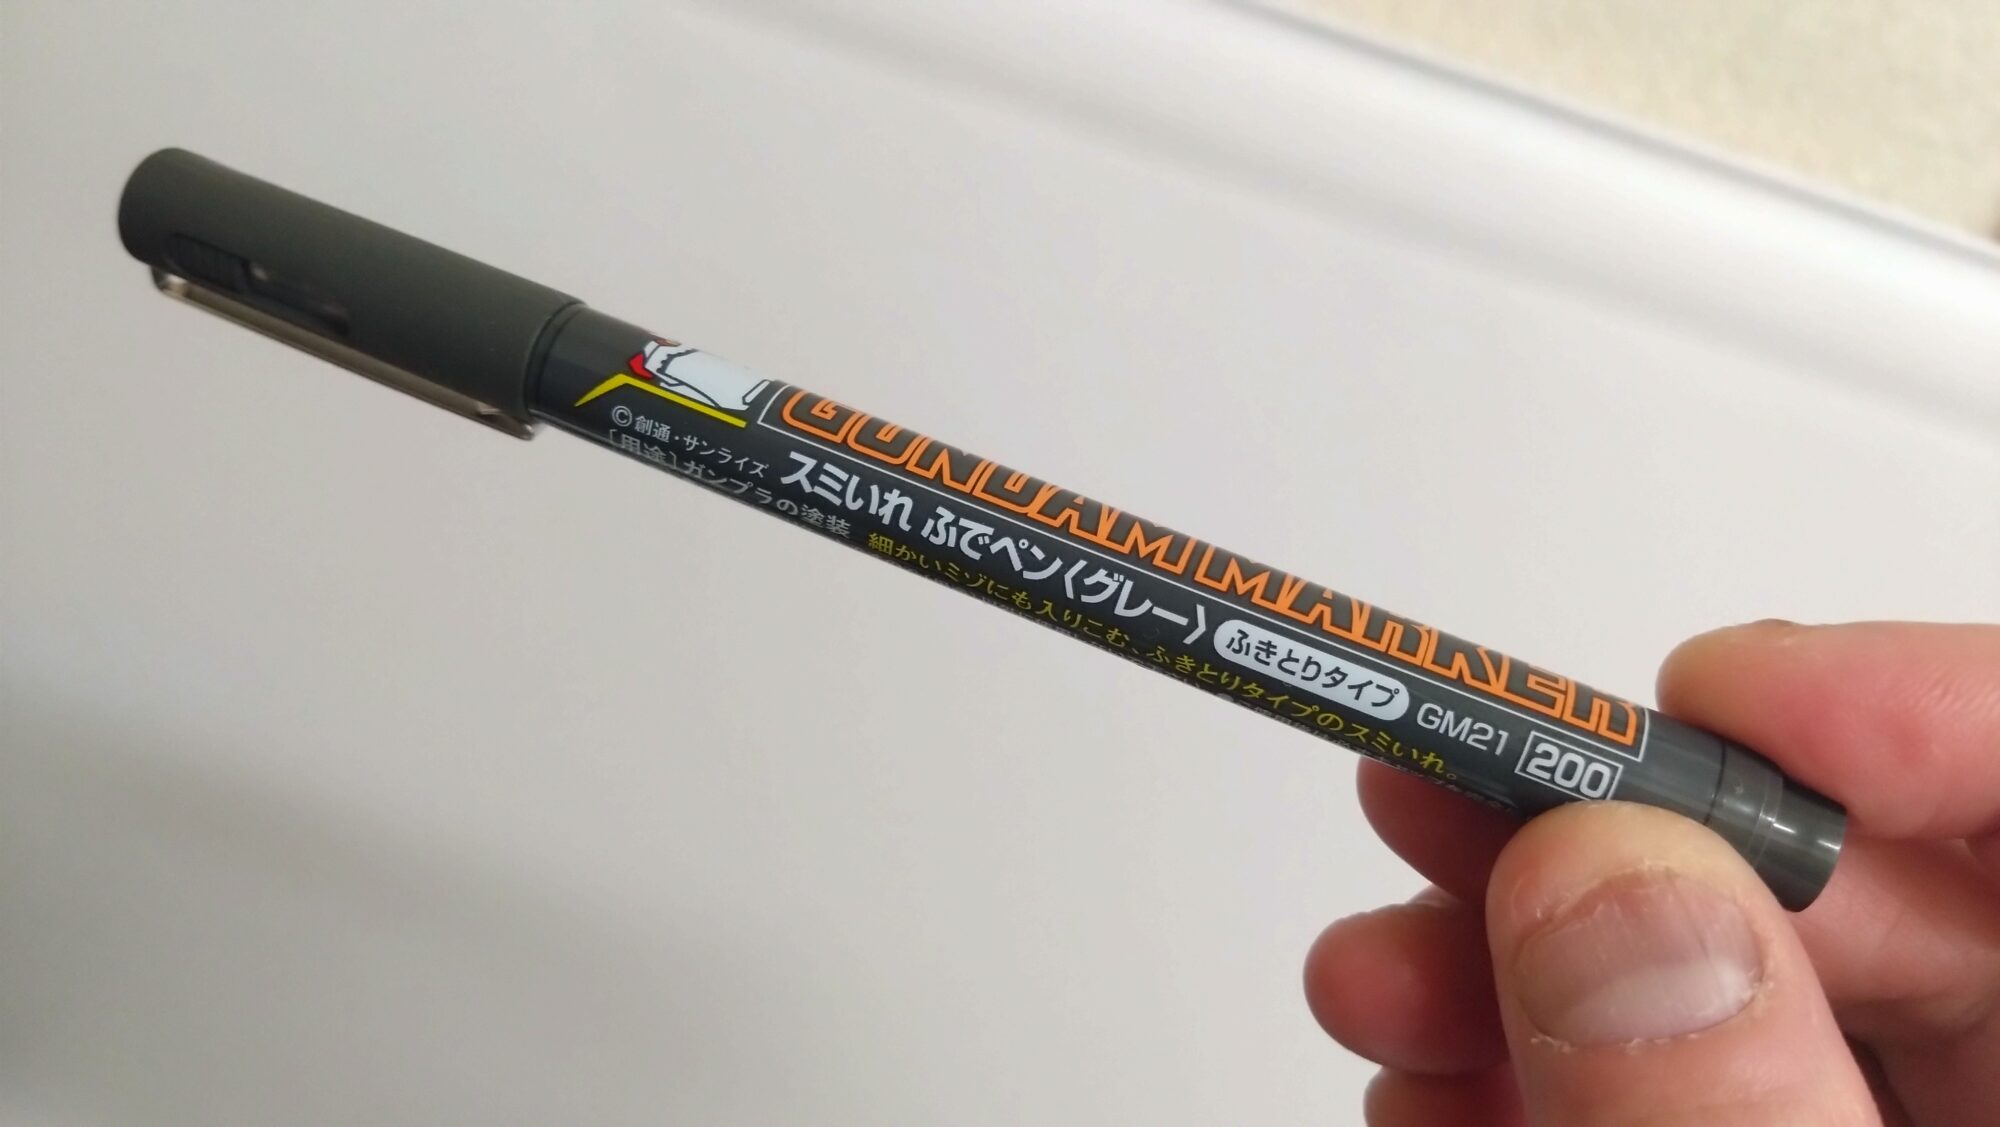 GUNDAM MARKER
©創通・サンライズ
スミいれ ふでペン〈グレー〉 ふきとりタイプ GM21 200
〔用途〕ガンプラの塗装
細かいミゾにも入りこむ、ふきとりタイプのスミいれ。